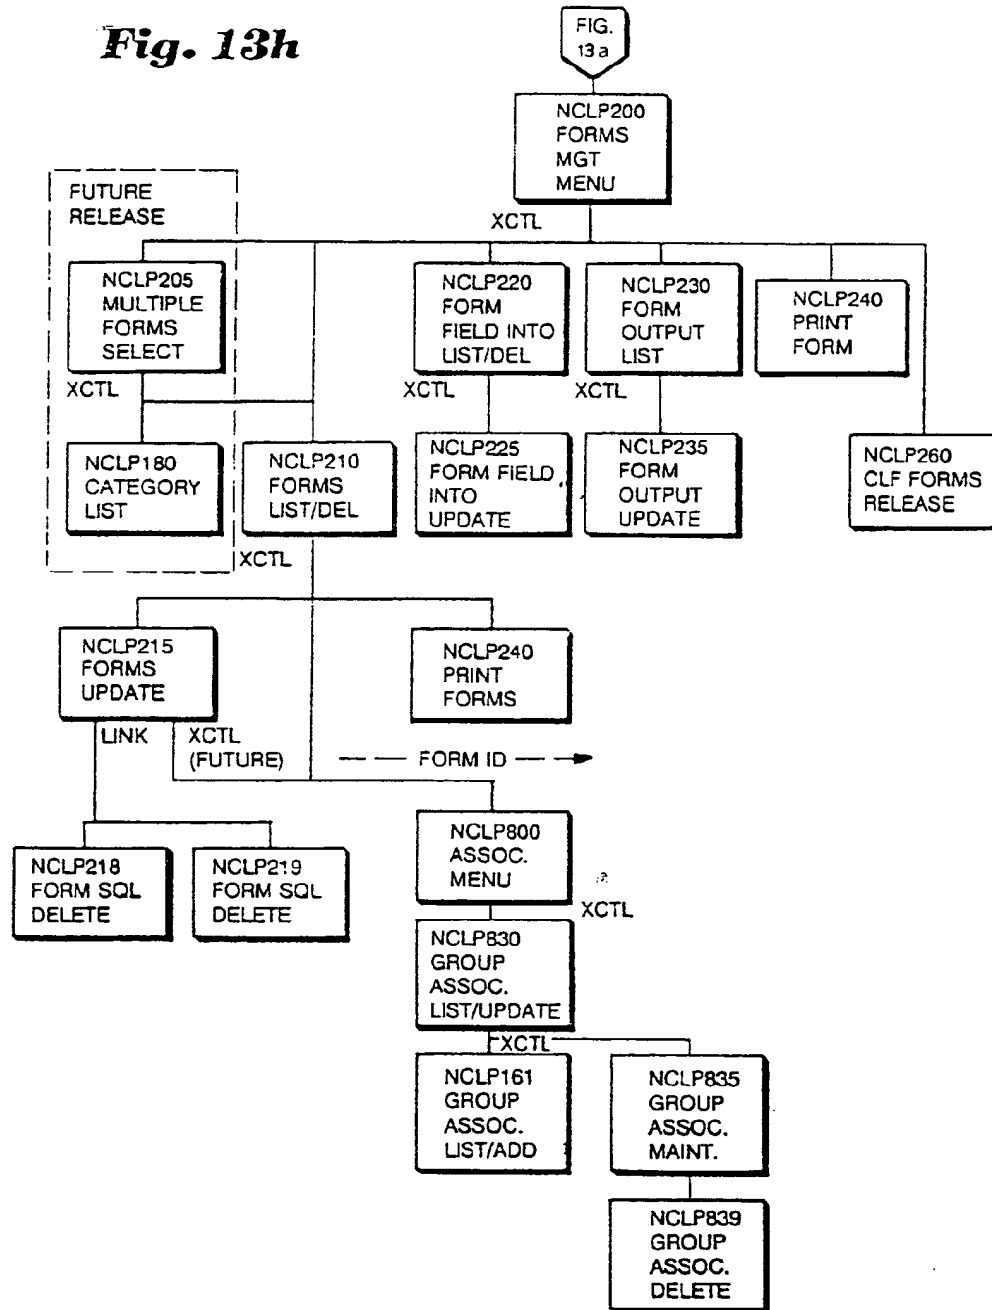 Fig. 13h
FIG.
13a
NCLP200
FORMS
MGT
MENU
XCTL
FUTURE
RELEASE
NCLP205
MULTIPLE
FORMS
SELECT
NCLP220
FORM
FIELD INTO
LIST/DEL
NCLP230
FORM
OUTPUT
LIST
NCLP240
PRINT
FORM
XCTL
XCTL
XCTL
NCLP180
CATEGORY
LIST
NCLP210
FORMS
LIST/DEL
NCLP225
FORM FIELD
INTO
UPDATE
NCLP235
FORM
OUTPUT
UPDATE
NCLP260
CLF FORMS
RELEASE
XCTL
NCLP215
FORMS
UPDATE
NCLP240
PRINT
FORMS
LINK
XCTL
(FUTURE)
FORM ID
NCLP800
ASSOC.
MENU
XCTL
NCLP218
FORM SQL
DELETE
NCLP219
FORM SQL
DELETE
NCLP830
GROUP
ASSOC.
LIST/UPDATE
XCTL
NCLP161
GROUP
ASSOC.
LIST/ADD
NCLP835
GROUP
ASSOC.
MAINT.
NCLP839
GROUP
ASSOC.
DELETE